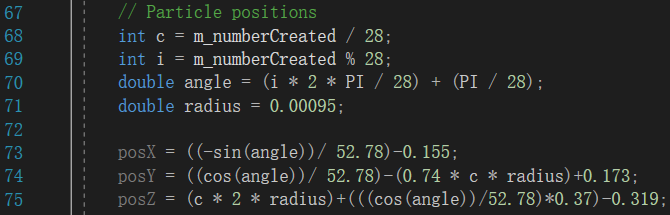 67 // Particle positions
68 int c = m_numberCreated / 28;
69 int i = m_numberCreated % 28;
70 double angle = (i * 2 * PI / 28) + (PI / 28);
71 double radius = 0.00095;
72
73 posX = ((-sin(angle))/ 52.78)-0.155;
74 posY = ((cos(angle))/ 52.78)-(0.74 * c * radius)+0.173;
75 posZ = (c * 2 * radius)+(((cos(angle))/52.78)*0.37)-0.319;